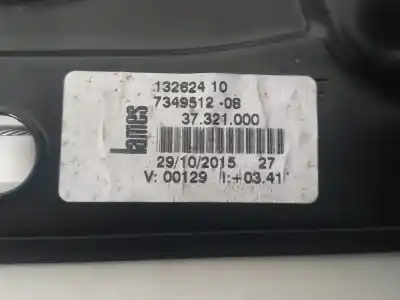 132624 10
7349512 -08
37.321.000
lames
29/10/2015 27
V: 00129 I:+03.41